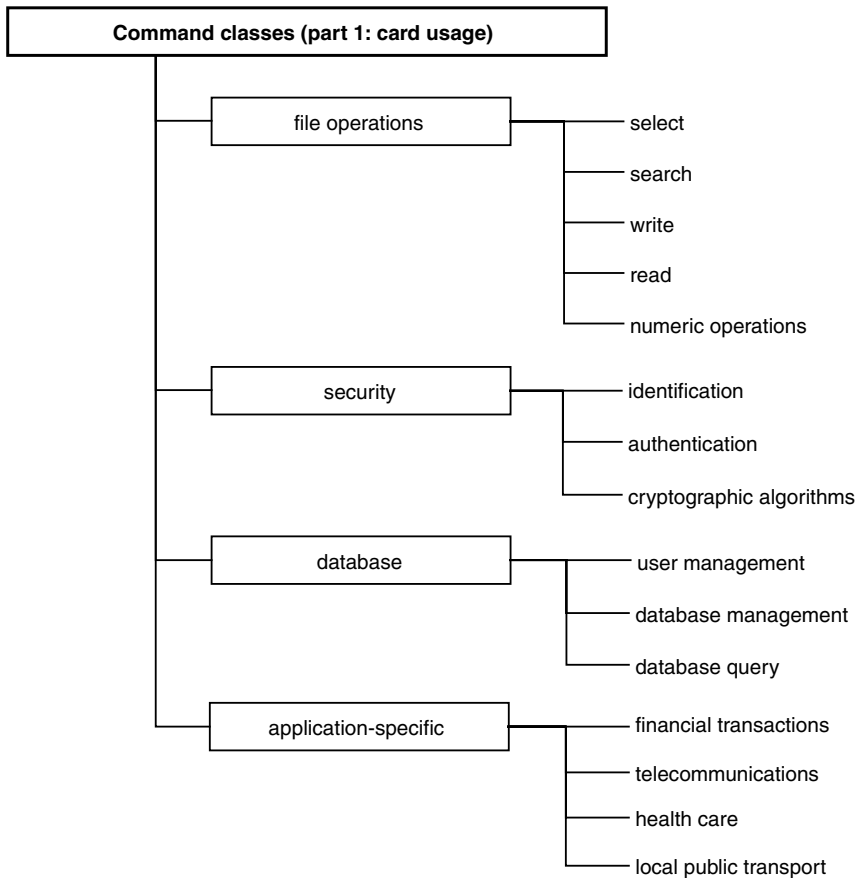 Command classes (part 1: card usage)
file operations
select
search
write
read
numeric operations
security
identification
authentication
cryptographic algorithms
database
user management
database management
database query
application-specific
financial transactions
telecommunications
health care
local public transport